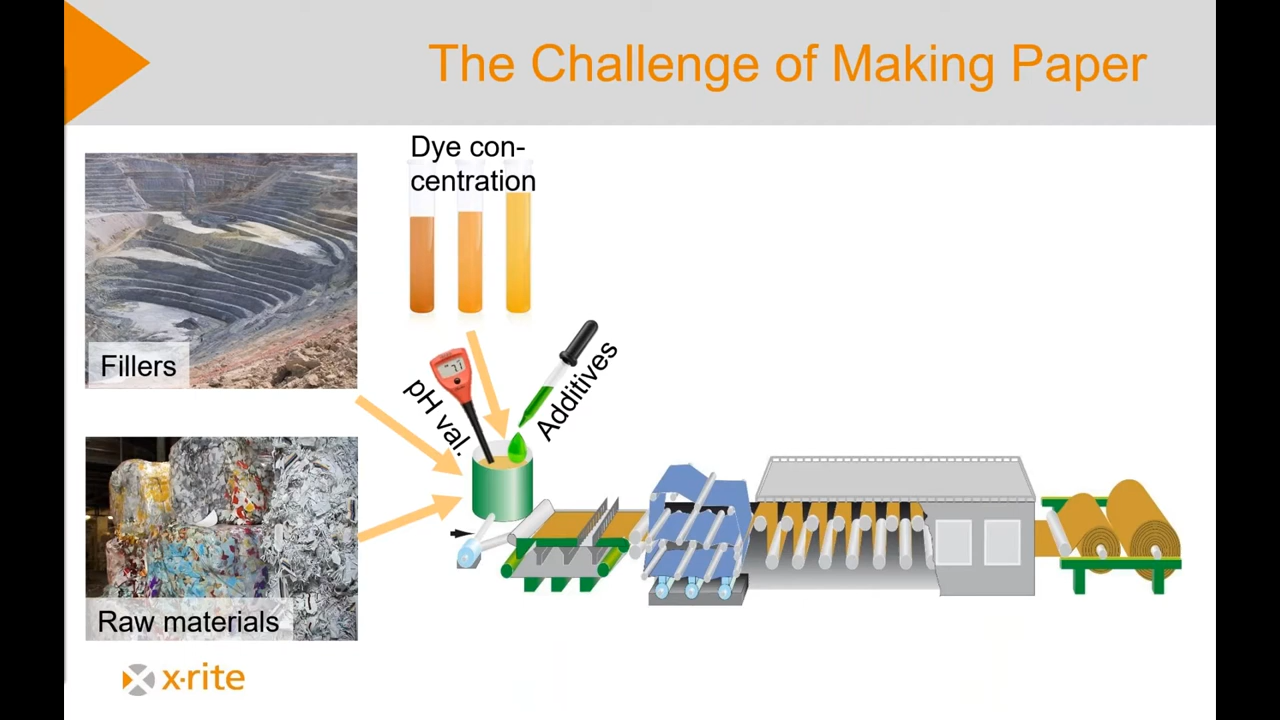 The Challenge of Making Paper
Dye con-
centration
Fillers
pH val.
Additives
Raw materials
x·rite